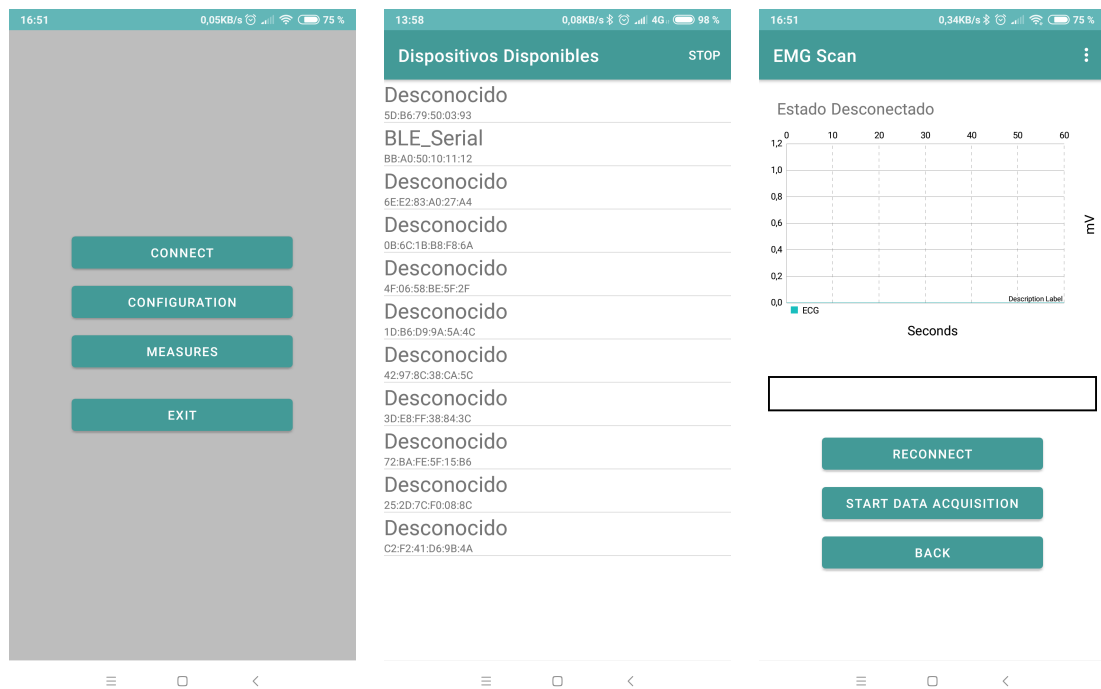 16:51 0,05KB/s 75 %
CONNECT
CONFIGURATION
MEASURES
EXIT
13:58 0,08KB/s 4G 98 %
Dispositivos Disponibles STOP
Desconocido
5D:B6:79:50:03:93
BLE_Serial
BB:A0:50:10:11:12
Desconocido
6E:E2:83:A0:27:A4
Desconocido
0B:6C:1B:B8:F8:6A
Desconocido
4F:06:58:BE:5F:2F
Desconocido
1D:B6:D9:9A:5A:4C
Desconocido
42:97:8C:38:CA:5C
Desconocido
3D:E8:FF:38:84:3C
Desconocido
72:BA:FE:5F:15:B6
Desconocido
25:2D:7C:F0:08:8C
Desconocido
C2:F2:41:D6:9B:4A
16:51 0,34KB/s 75 %
EMG Scan
Estado Desconectado
0 10 20 30 40 50 60
1,2
1,0
0,8
0,6
0,4
0,2
0,0
mV
Description Label
ECG
Seconds
RECONNECT
START DATA ACQUISITION
BACK